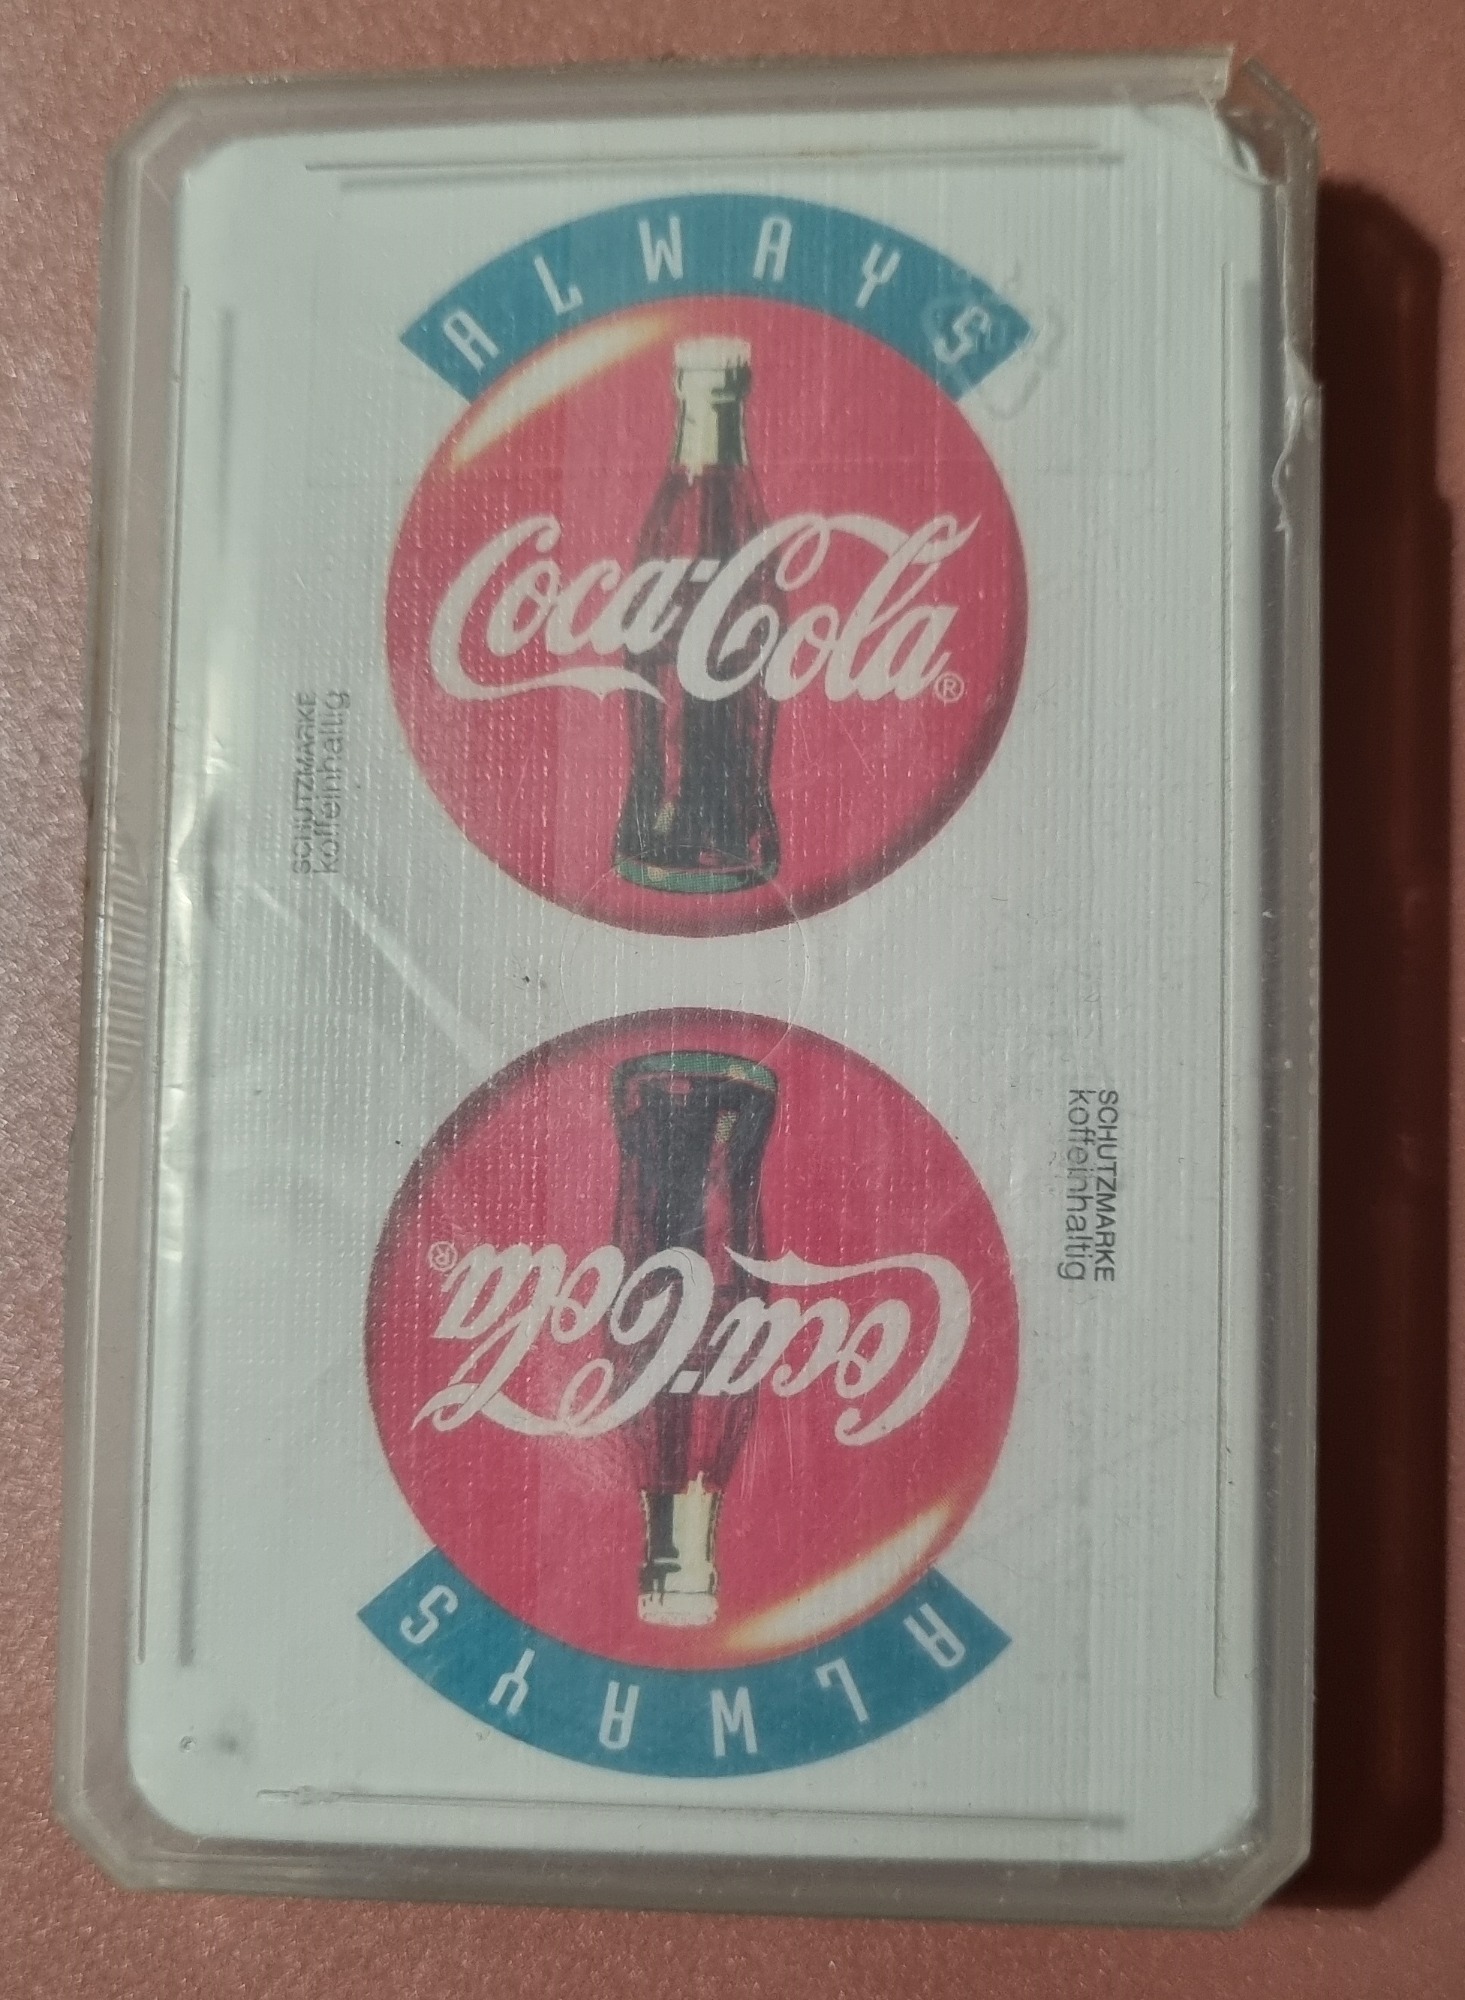 ALWAYS
Coca-Cola®
SCHUTZMARKE
koffeinhaltig
SCHUTZMARKE
koffeinhaltig
Coca-Cola®
ALWAYS